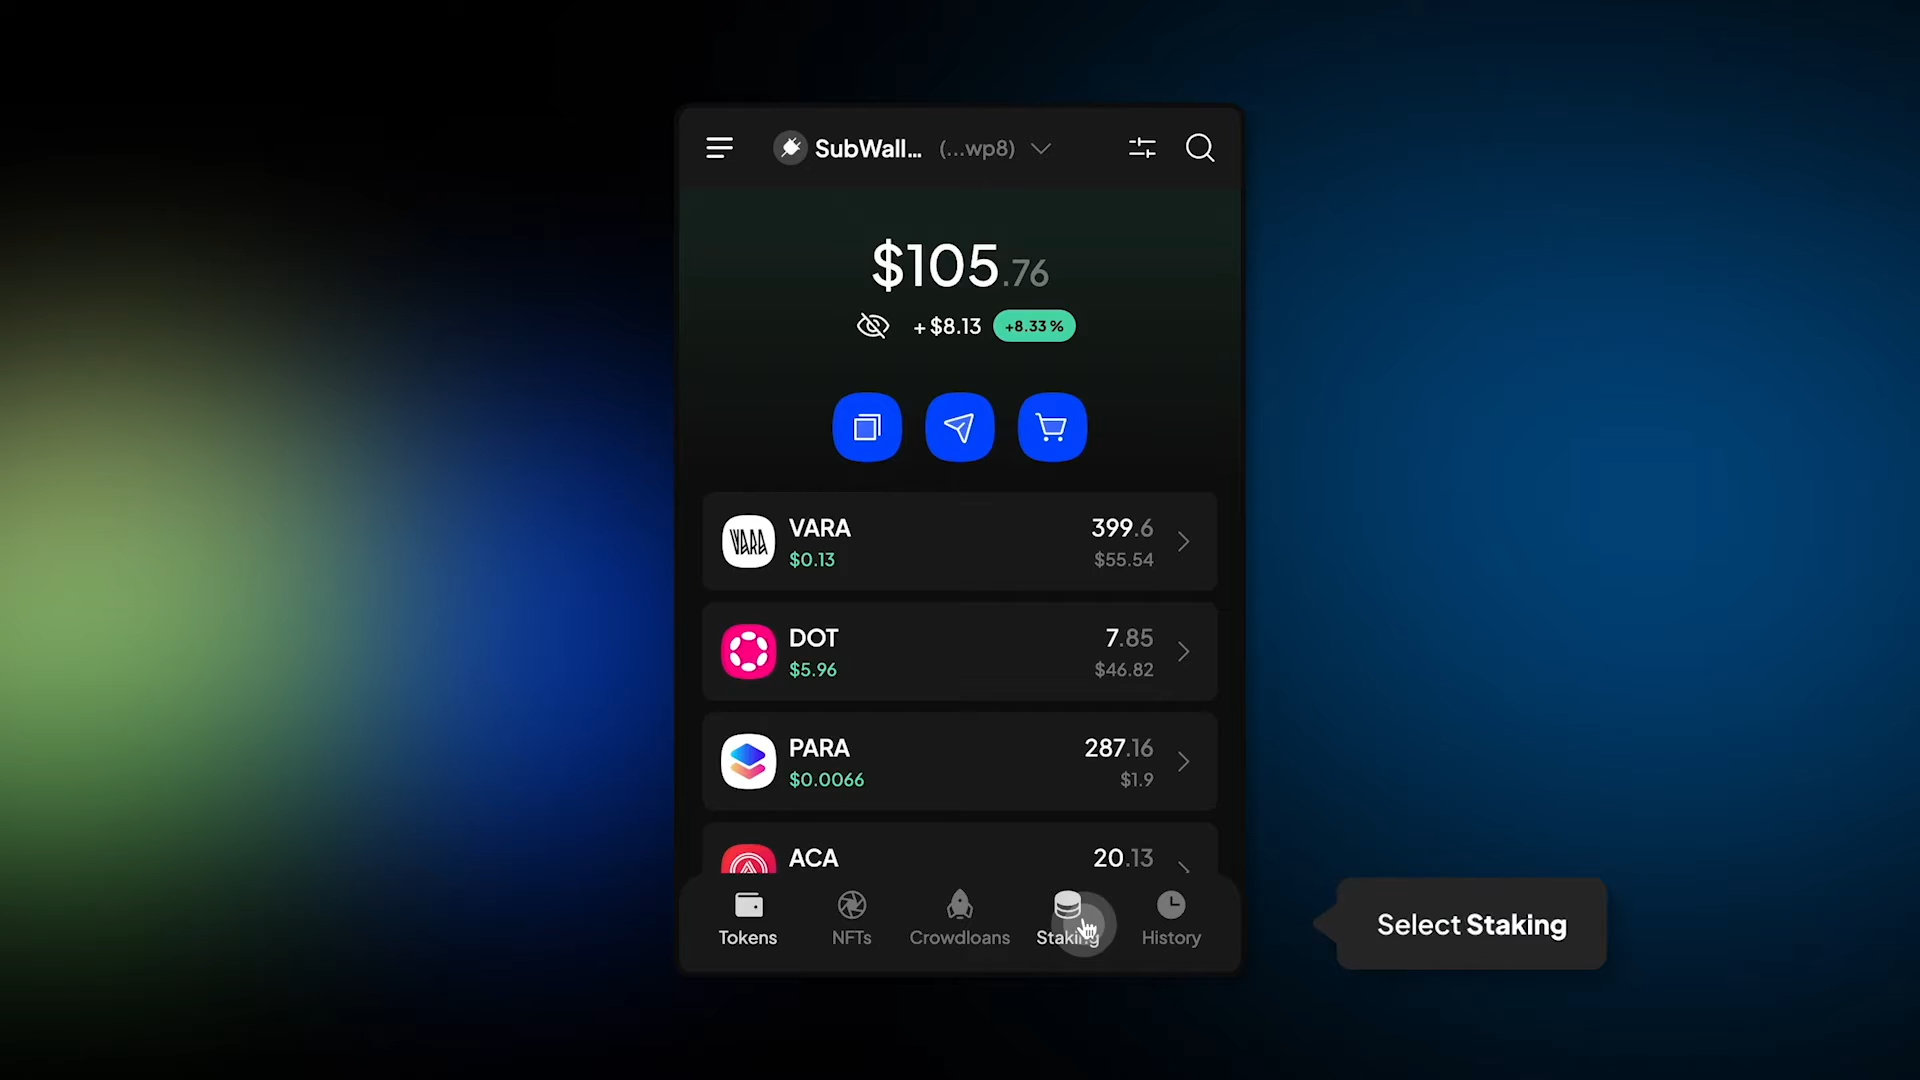 SubWall... (...wp8)
$105.76
+ $8.13 +8.33 %
VARA 399.6
$0.13 $55.54
VARA
DOT 7.85
$5.96 $46.82
PARA 287.16
$0.0066 $1.9
ACA 20.13
Tokens NFTs Crowdloans Staking History
Select Staking